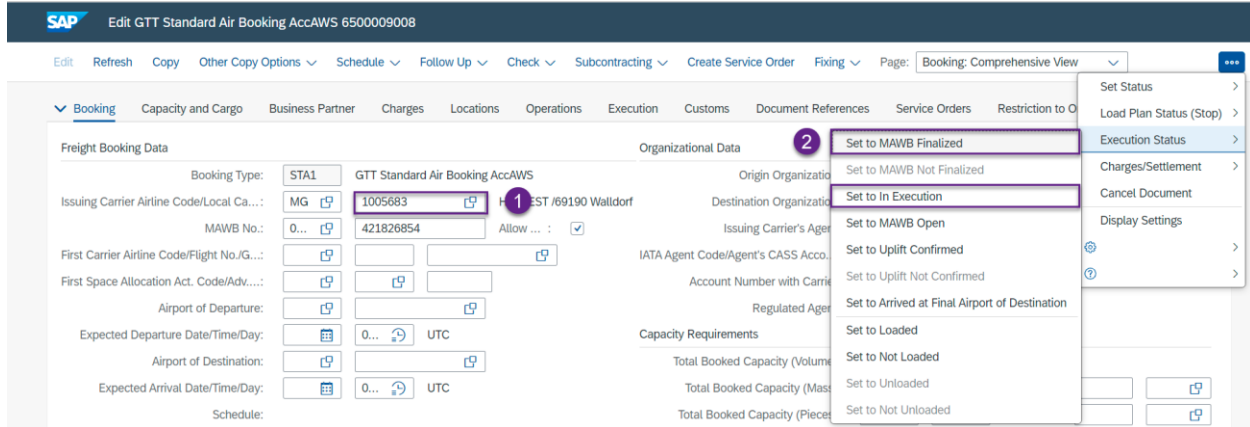 SAP Edit GTT Standard Air Booking AccAWS 6500009008
Edit Refresh Copy Other Copy Options Schedule Follow Up Check Subcontracting Create Service Order Fixing Page: Booking: Comprehensive View
Booking Capacity and Cargo Business Partner Charges Locations Operations Execution Customs Document References Service Orders Restriction to O
Set Status
Load Plan Status (Stop)
Execution Status
Charges/Settlement
Cancel Document
Display Settings
2
Set to MAWB Finalized
Set to MAWB Not Finalized
Set to In Execution
Set to MAWB Open
Set to Uplift Confirmed
Set to Uplift Not Confirmed
Set to Arrived at Final Airport of Destination
Set to Loaded
Set to Not Loaded
Set to Unloaded
Set to Not Unloaded
Freight Booking Data
Booking Type: STA1 GTT Standard Air Booking AccAWS
Issuing Carrier Airline Code/Local Ca...: MG 1005683 1 EST /69190 Walldorf
MAWB No.: 0... 421826854 Allow ... :
First Carrier Airline Code/Flight No./G...:
First Space Allocation Act. Code/Adv....:
Airport of Departure:
Expected Departure Date/Time/Day: 0... UTC
Airport of Destination:
Expected Arrival Date/Time/Day: 0... UTC
Schedule:
Organizational Data
Origin Organizatio
Destination Organizatio
Issuing Carrier's Age
IATA Agent Code/Agent's CASS Acco..
Account Number with Carrie
Regulated Age
Capacity Requirements
Total Booked Capacity (Volume
Total Booked Capacity (Mas
Total Booked Capacity (Pieces